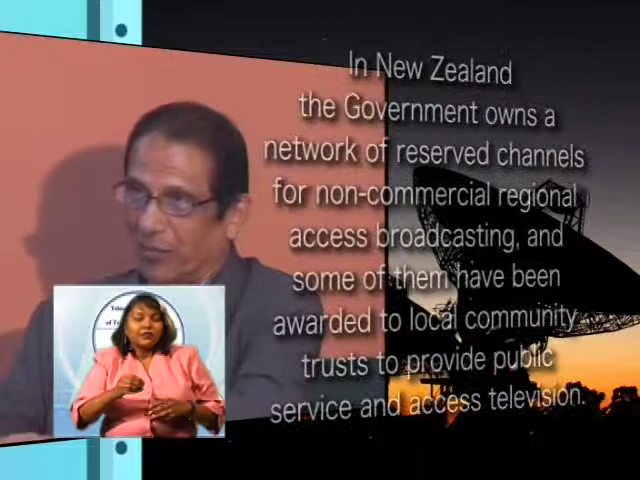 In New Zealand
the Government owns a
network of reserved channels
for non-commercial regional
access broadcasting, and
some of them have been
awarded to local community
trusts to provide public
service and access television.